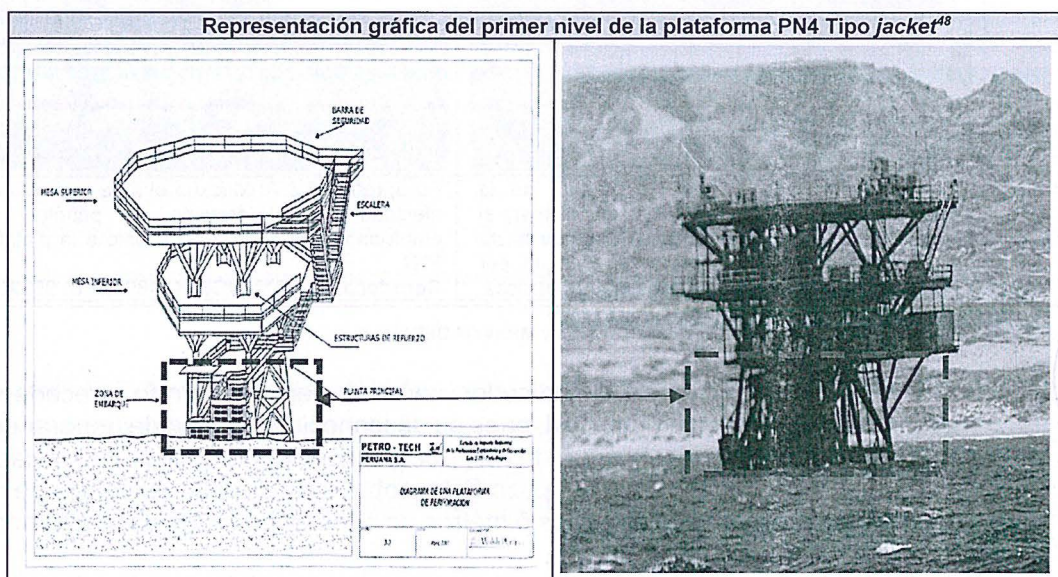 Representación gráfica del primer nivel de la plataforma PN4 Tipo jacket48
BARRA DE
SEGURIDAD
MESA SUPERIOR
ESCALERA
MESA INFERIOR
ESTRUCTURAS DE REFUERZO
ZONA DE
EMBARQUE
PLANTA PRINCIPAL
PETRO - TECH
PERUANA S.A.
DIAGRAMA DE UNA PLATAFORMA
DE PERFORACION